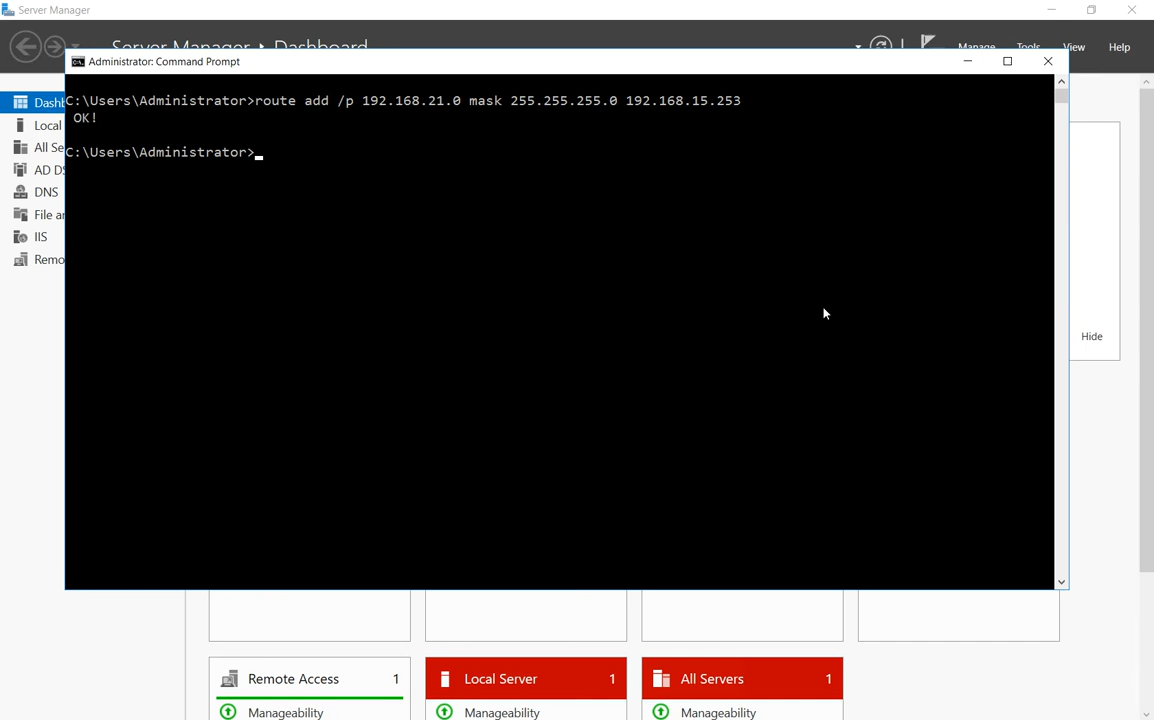 Server Manager
Server Manager Dashboard
Manage Tools View Help
Administrator: Command Prompt
C:\Users\Administrator>route add /p 192.168.21.0 mask 255.255.255.0 192.168.15.253
OK!
C:\Users\Administrator>
Local
DNS
IIS
Hide
Remote Access 1
Local Server 1
All Servers 1
Manageability
Manageability
Manageability